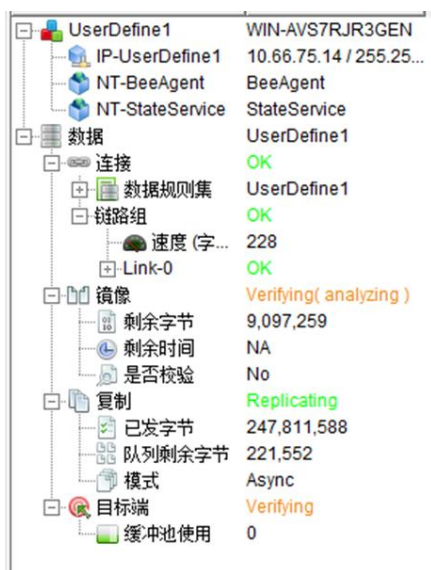 UserDefine1 WIN-AVS7RJR3GEN
IP-UserDefine1 10.66.75.14 / 255.25...
NT-BeeAgent BeeAgent
NT-StateService StateService
数据 UserDefine1
连接 OK
数据规则集 UserDefine1
链路组 OK
速度 (字... 228
Link-0 OK
镜像 Verifying( analyzing )
剩余字节 9,097,259
剩余时间 NA
是否校验 No
复制 Replicating
已发字节 247,811,588
队列剩余字节 221,552
模式 Async
目标端 Verifying
缓冲池使用 0